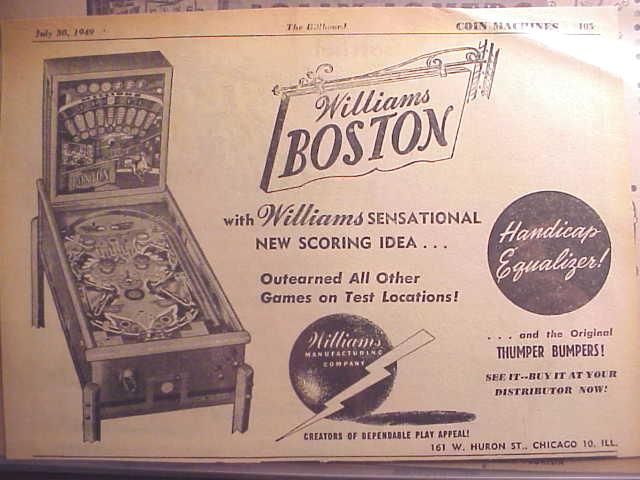 July 30, 1949 The Billboard COIN MACHINES 105
Williams
BOSTON
BOSTON
with Williams SENSATIONAL
NEW SCORING IDEA . . .
Handicap
Equalizer!
Outearned All Other
Games on Test Locations!
Williams
MANUFACTURING
COMPANY
. . . and the Original
THUMPER BUMPERS!
SEE IT--BUY IT AT YOUR
DISTRIBUTOR NOW!
CREATORS OF DEPENDABLE PLAY APPEAL!
161 W. HURON ST., CHICAGO 10, ILL.